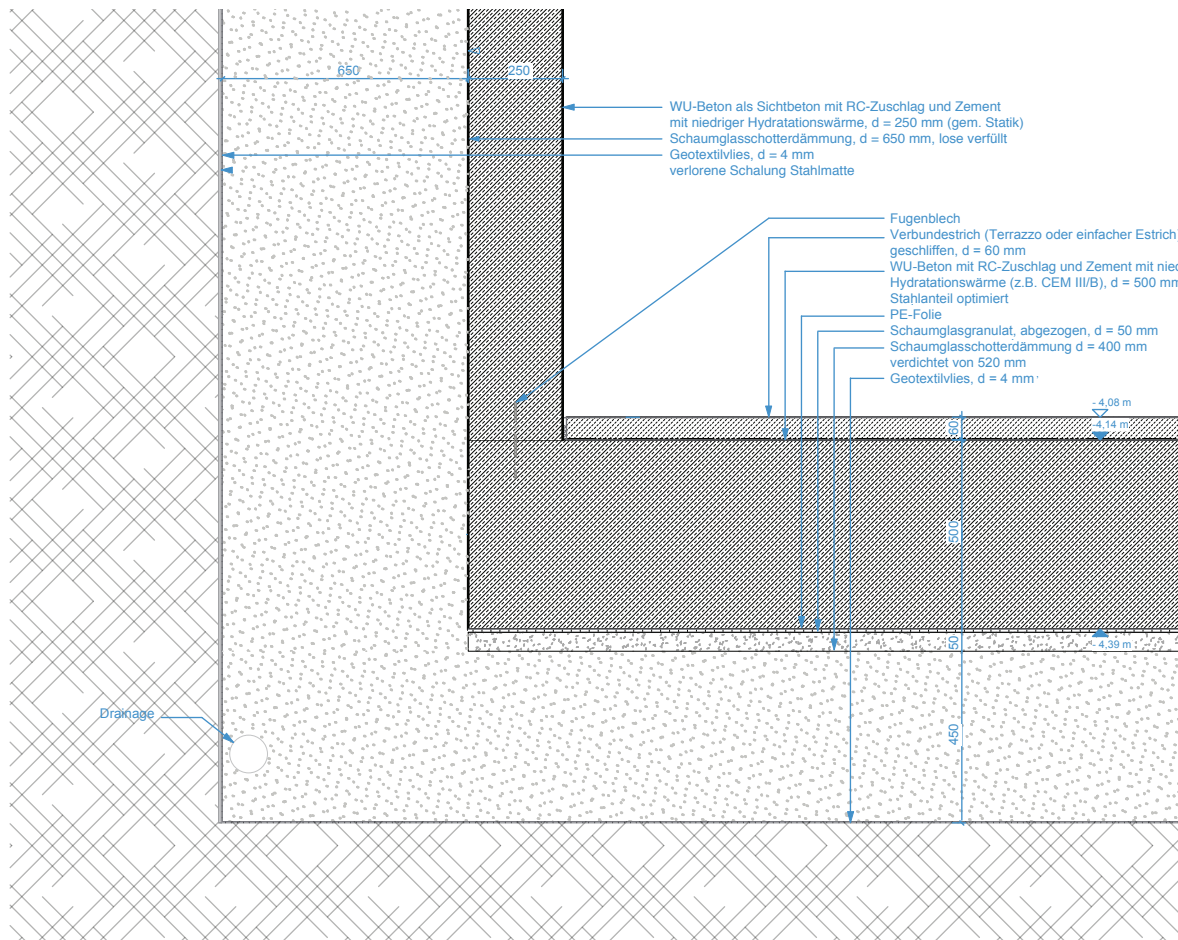 650
250
WU-Beton als Sichtbeton mit RC-Zuschlag und Zement
mit niedriger Hydratationswärme, d = 250 mm (gem. Statik)
Schaumglasschotterdämmung, d = 650 mm, lose verfüllt
Geotextilvlies, d = 4 mm
verlorene Schalung Stahlmatte
Fugenblech
Verbundestrich (Terrazzo oder einfacher Estrich)
geschliffen, d = 60 mm
WU-Beton mit RC-Zuschlag und Zement mit nied
Hydratationswärme (z.B. CEM III/B), d = 500 mm
Stahlanteil optimiert
PE-Folie
Schaumglasgranulat, abgezogen, d = 50 mm
Schaumglasschotterdämmung d = 400 mm
verdichtet von 520 mm
Geotextilvlies, d = 4 mm
- 4,08 m
-4,14 m
60
500
50
- 4,39 m
450
Drainage